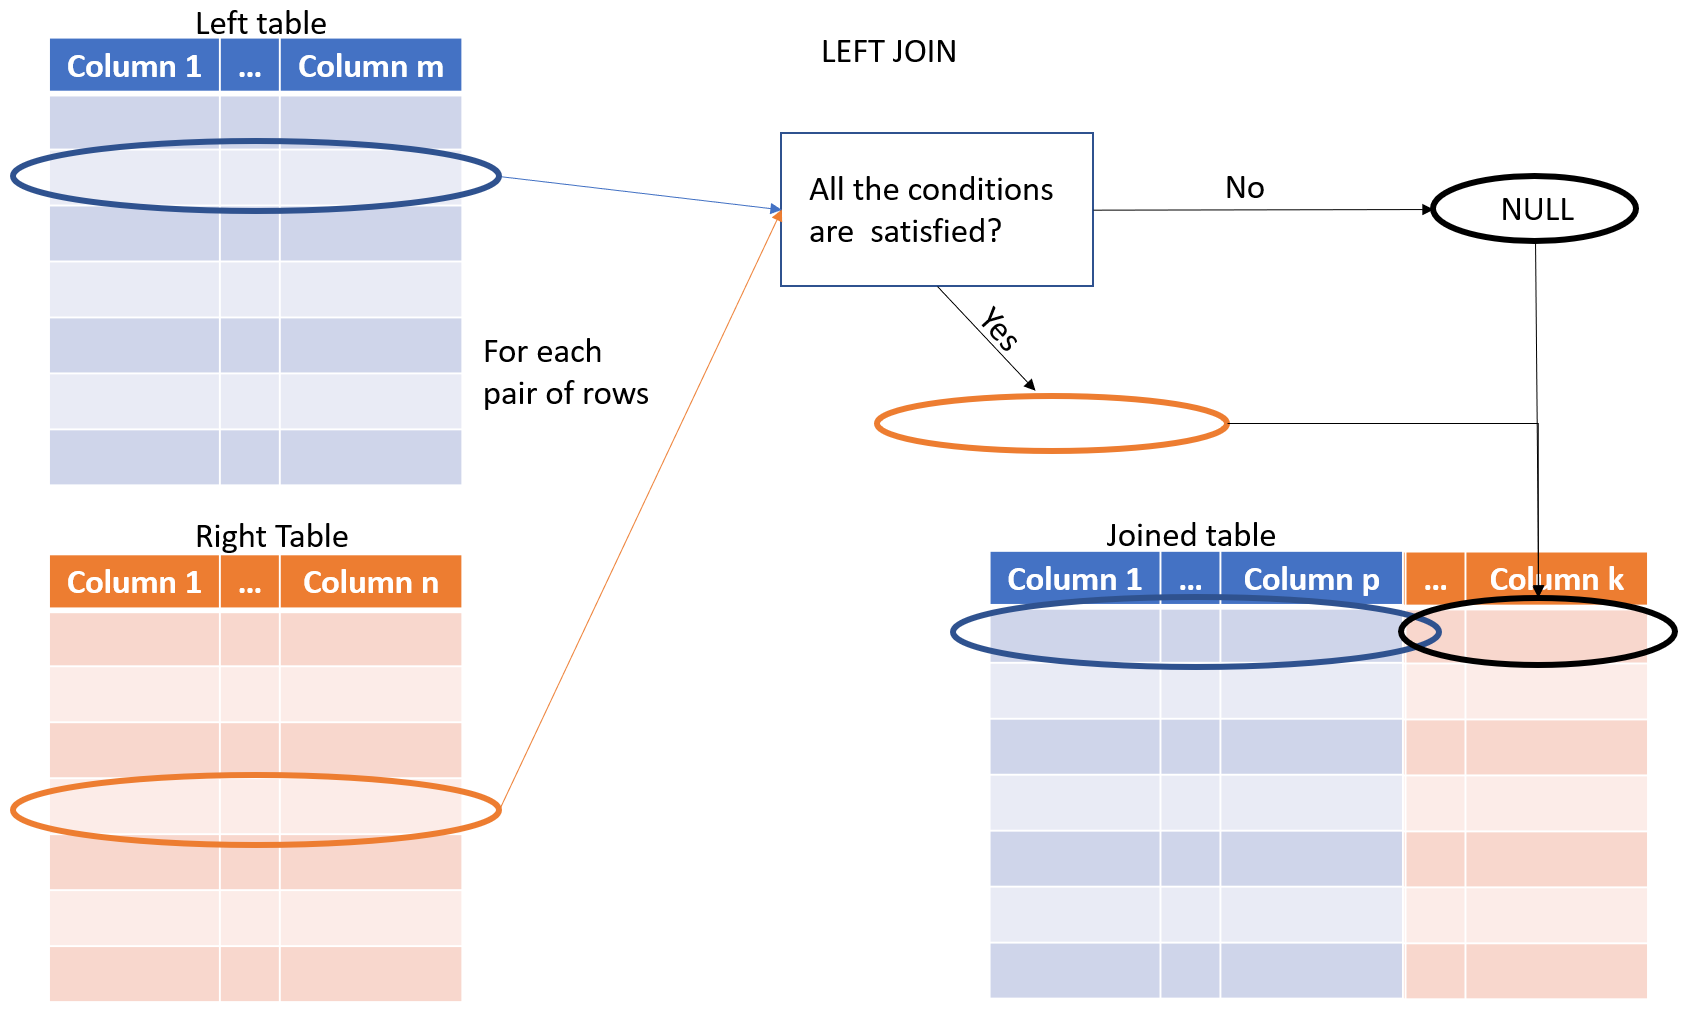 Left table
Column 1 ... Column m
LEFT JOIN
All the conditions
are satisfied?
No
NULL
Yes
For each
pair of rows
Right Table
Column 1 ... Column n
Joined table
Column 1 ... Column p ... Column k